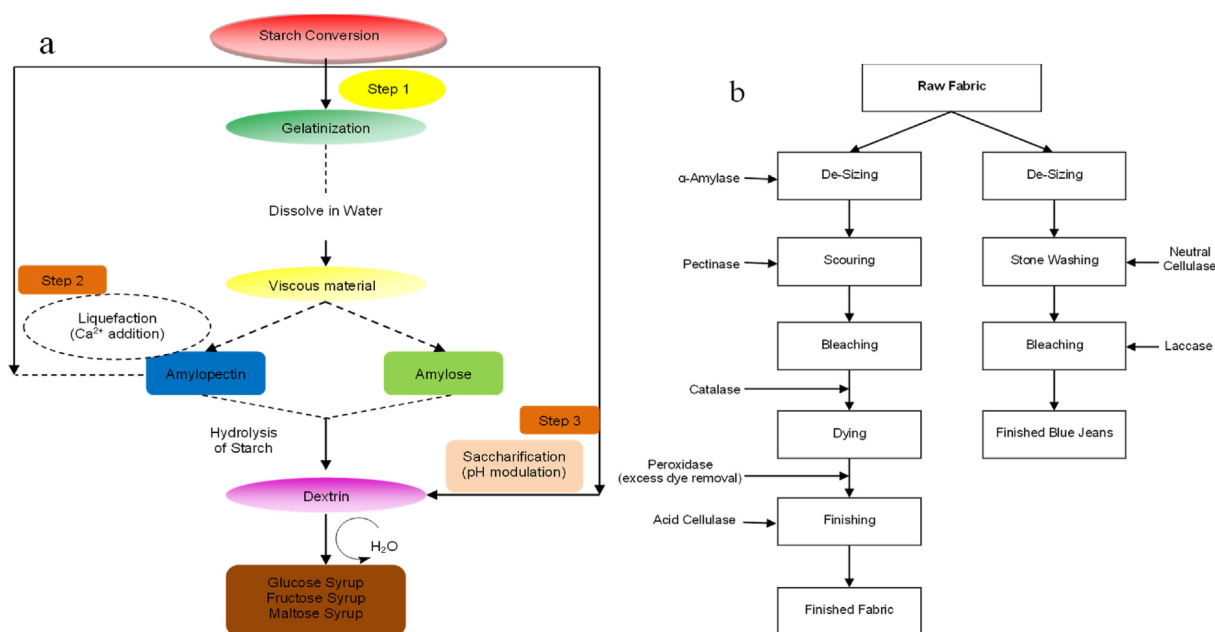 a
Starch Conversion
Step 1
Gelatinization
Dissolve in Water
Step 2
Viscous material
Liquefaction
(Ca²⁺ addition)
Amylopectin
Amylose
Step 3
Hydrolysis
of Starch
Saccharification
(pH modulation)
Dextrin
H₂O
Glucose Syrup
Fructose Syrup
Maltose Syrup
b
Raw Fabric
α-Amylase
De-Sizing
De-Sizing
Pectinase
Scouring
Stone Washing
Neutral
Cellulase
Bleaching
Bleaching
Laccase
Catalase
Dying
Finished Blue Jeans
Peroxidase
(excess dye removal)
Acid Cellulase
Finishing
Finished Fabric